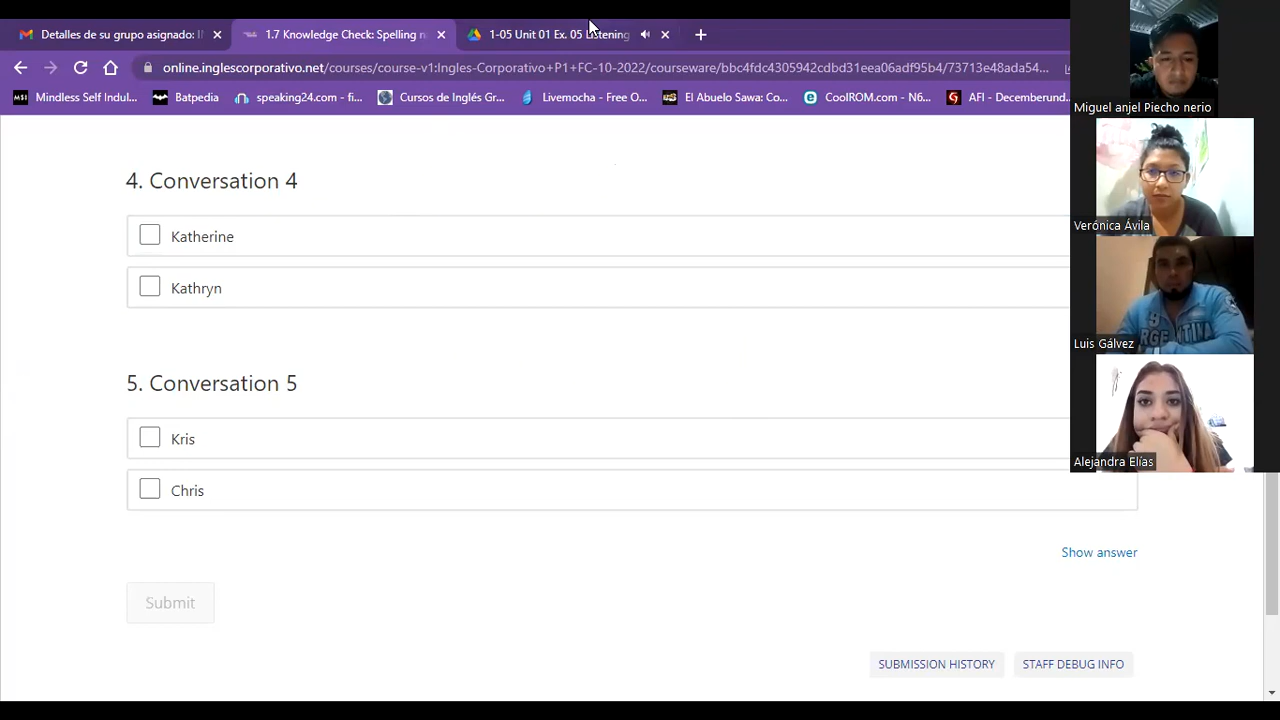 Detalles de su grupo asignado: II
1.7 Knowledge Check: Spelling n
1-05 Unit 01 Ex. 05 Listening
online.inglescorporativo.net/courses/course-v1:Ingles-Corporativo+P1+FC-10-2022/courseware/bbc4fdc4305942cdbd31eea06adf95b4/73713e48ada54...
Mindless Self Indul...
Batpedia
speaking24.com - fi...
Cursos de Inglés Gr...
Livemocha - Free O...
El Abuelo Sawa: Co...
CoolROM.com - N6...
AFI - Decemberund...
Miguel anjel Piecho nerio
Verónica Ávila
Luis Gálvez
Alejandra Elías
4. Conversation 4
Katherine
Kathryn
5. Conversation 5
Kris
Chris
Show answer
Submit
SUBMISSION HISTORY
STAFF DEBUG INFO